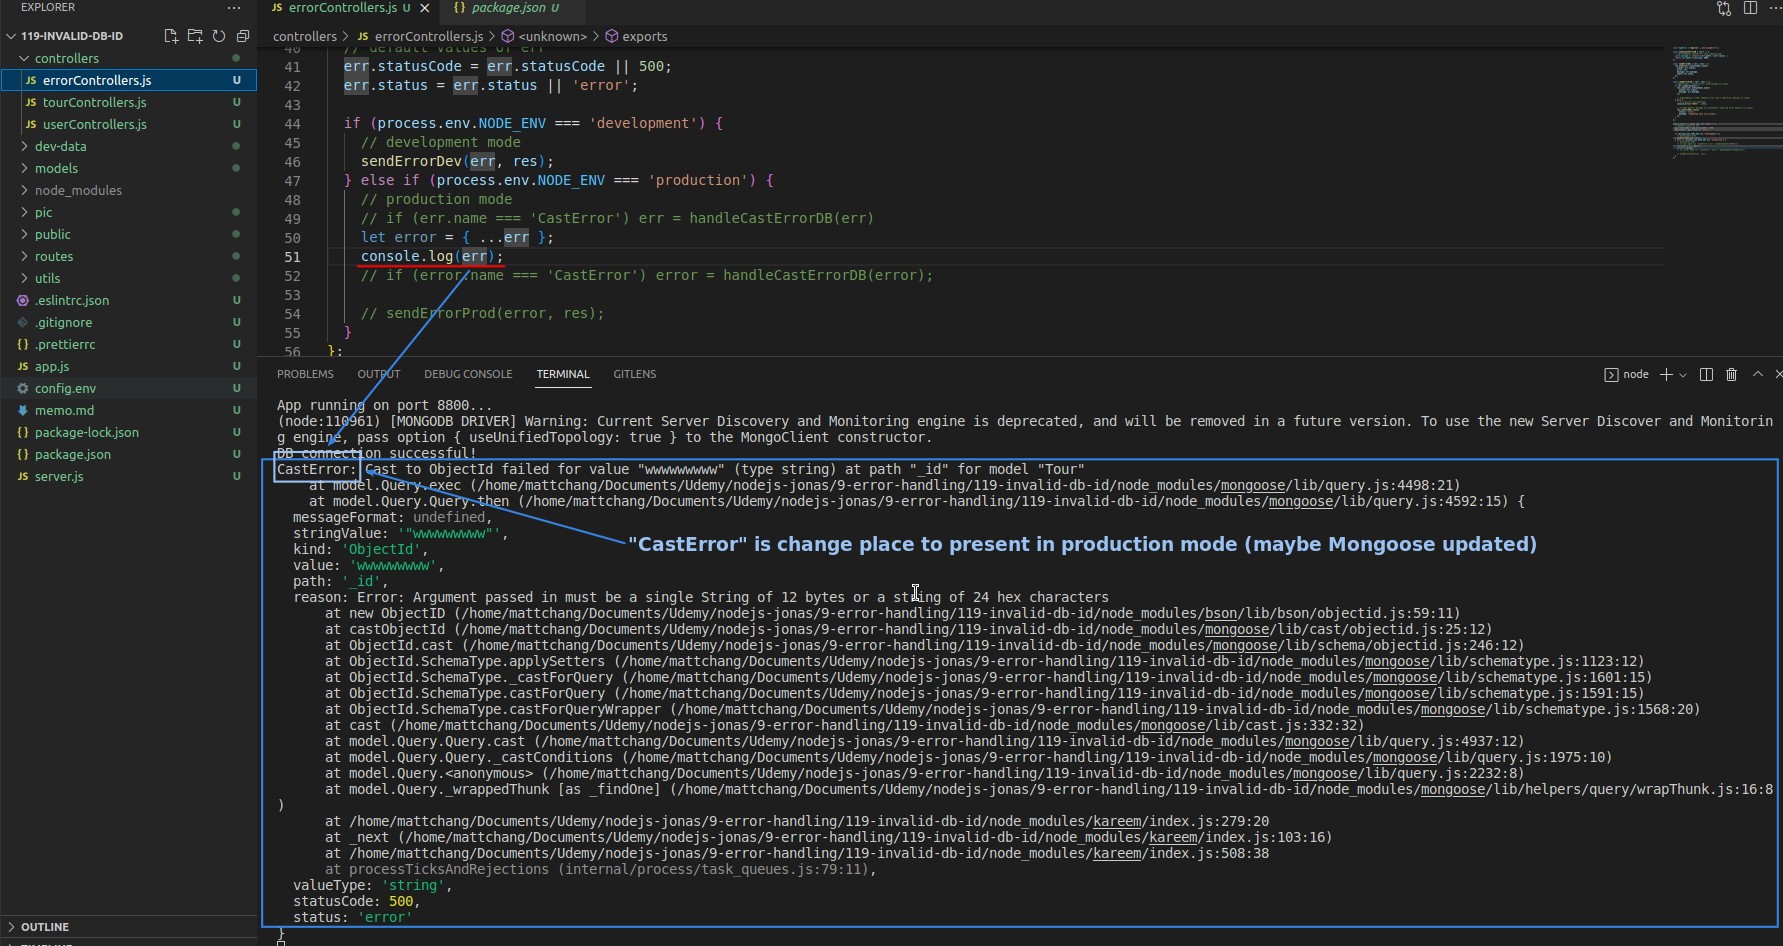 EXPLORER
119-INVALID-DB-ID
controllers
JS errorControllers.js U
JS tourControllers.js U
JS userControllers.js U
dev-data
models
node_modules
pic
public
routes
utils
.eslintrc.json U
.gitignore U
{} .prettierrc U
JS app.js U
config.env U
memo.md U
{} package-lock.json U
{} package.json U
JS server.js U
OUTLINE
JS errorControllers.js U
{} package.json U
controllers > JS errorControllers.js > <unknown> > exports
40 // default values of err
41 err.statusCode = err.statusCode || 500;
42 err.status = err.status || 'error';
43
44 if (process.env.NODE_ENV === 'development') {
45 // development mode
46 sendErrorDev(err, res);
47 } else if (process.env.NODE_ENV === 'production') {
48 // production mode
49 // if (err.name === 'CastError') err = handleCastErrorDB(err)
50 let error = { ...err };
51 console.log(err);
52 // if (error.name === 'CastError') error = handleCastErrorDB(error);
53
54 // sendErrorProd(error, res);
55 }
56 };
PROBLEMS OUTPUT DEBUG CONSOLE TERMINAL GITLENS
node
App running on port 8800...
(node:110961) [MONGODB DRIVER] Warning: Current Server Discovery and Monitoring engine is deprecated, and will be removed in a future version. To use the new Server Discover and Monitorin
g engine, pass option { useUnifiedTopology: true } to the MongoClient constructor.
DB connection successful!
CastError: Cast to ObjectId failed for value "wwwwwwwww" (type string) at path "_id" for model "Tour"
at model.Query.exec (/home/mattchang/Documents/Udemy/nodejs-jonas/9-error-handling/119-invalid-db-id/node_modules/mongoose/lib/query.js:4498:21)
at model.Query.Query.then (/home/mattchang/Documents/Udemy/nodejs-jonas/9-error-handling/119-invalid-db-id/node_modules/mongoose/lib/query.js:4592:15) {
messageFormat: undefined,
stringValue: '"wwwwwwwww"',
"CastError" is change place to present in production mode (maybe Mongoose updated)
kind: 'ObjectId',
value: 'wwwwwwwww',
path: '_id',
reason: Error: Argument passed in must be a single String of 12 bytes or a string of 24 hex characters
at new ObjectID (/home/mattchang/Documents/Udemy/nodejs-jonas/9-error-handling/119-invalid-db-id/node_modules/bson/lib/bson/objectid.js:59:11)
at castObjectId (/home/mattchang/Documents/Udemy/nodejs-jonas/9-error-handling/119-invalid-db-id/node_modules/mongoose/lib/cast/objectid.js:25:12)
at ObjectId.cast (/home/mattchang/Documents/Udemy/nodejs-jonas/9-error-handling/119-invalid-db-id/node_modules/mongoose/lib/schema/objectid.js:246:12)
at ObjectId.SchemaType.applySetters (/home/mattchang/Documents/Udemy/nodejs-jonas/9-error-handling/119-invalid-db-id/node_modules/mongoose/lib/schematype.js:1123:12)
at ObjectId.SchemaType._castForQuery (/home/mattchang/Documents/Udemy/nodejs-jonas/9-error-handling/119-invalid-db-id/node_modules/mongoose/lib/schematype.js:1601:15)
at ObjectId.SchemaType.castForQuery (/home/mattchang/Documents/Udemy/nodejs-jonas/9-error-handling/119-invalid-db-id/node_modules/mongoose/lib/schematype.js:1591:15)
at ObjectId.SchemaType.castForQueryWrapper (/home/mattchang/Documents/Udemy/nodejs-jonas/9-error-handling/119-invalid-db-id/node_modules/mongoose/lib/schematype.js:1568:20)
at cast (/home/mattchang/Documents/Udemy/nodejs-jonas/9-error-handling/119-invalid-db-id/node_modules/mongoose/lib/cast.js:332:32)
at model.Query.Query.cast (/home/mattchang/Documents/Udemy/nodejs-jonas/9-error-handling/119-invalid-db-id/node_modules/mongoose/lib/query.js:4937:12)
at model.Query.Query._castConditions (/home/mattchang/Documents/Udemy/nodejs-jonas/9-error-handling/119-invalid-db-id/node_modules/mongoose/lib/query.js:1975:10)
at model.Query.<anonymous> (/home/mattchang/Documents/Udemy/nodejs-jonas/9-error-handling/119-invalid-db-id/node_modules/mongoose/lib/query.js:2232:8)
at model.Query._wrappedThunk [as _findOne] (/home/mattchang/Documents/Udemy/nodejs-jonas/9-error-handling/119-invalid-db-id/node_modules/mongoose/lib/helpers/query/wrapThunk.js:16:8
)
at /home/mattchang/Documents/Udemy/nodejs-jonas/9-error-handling/119-invalid-db-id/node_modules/kareem/index.js:279:20
at _next (/home/mattchang/Documents/Udemy/nodejs-jonas/9-error-handling/119-invalid-db-id/node_modules/kareem/index.js:103:16)
at /home/mattchang/Documents/Udemy/nodejs-jonas/9-error-handling/119-invalid-db-id/node_modules/kareem/index.js:508:38
at processTicksAndRejections (internal/process/task_queues.js:79:11),
valueType: 'string',
statusCode: 500,
status: 'error'
}